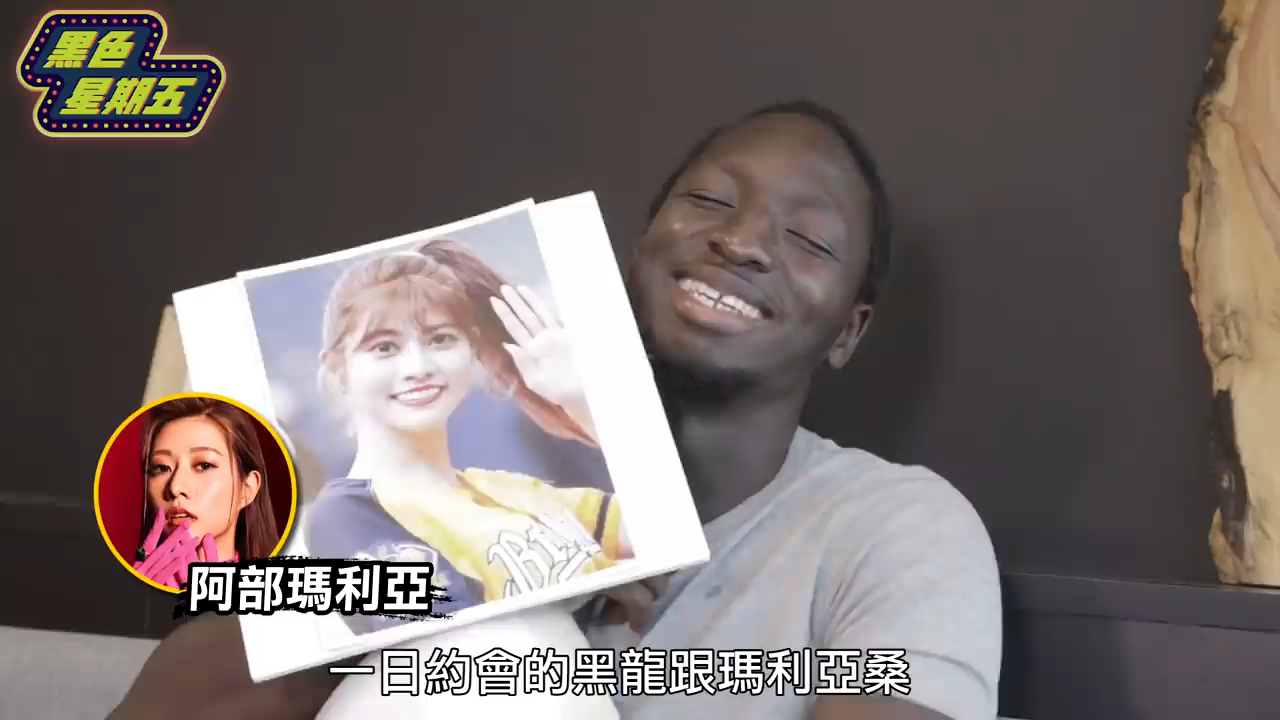 黑色
星期五
阿部瑪利亞
一日約會的黑龍跟瑪利亞桑